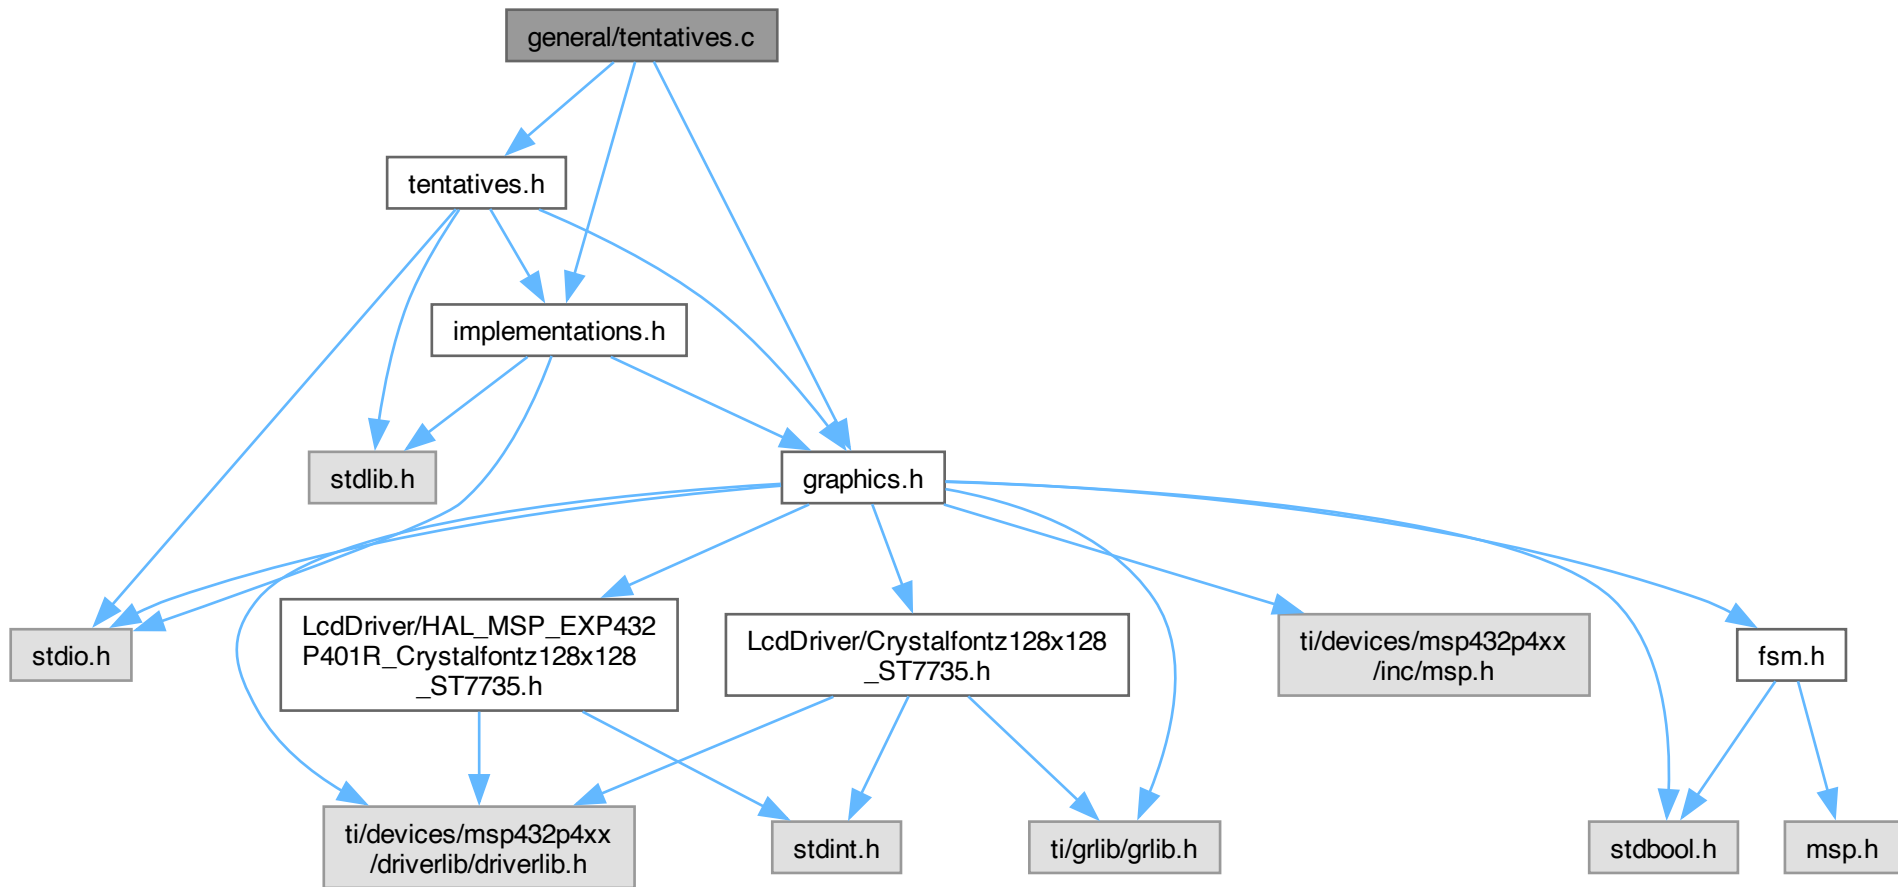 general/tentatives.c
tentatives.h
implementations.h
stdlib.h
graphics.h
stdio.h
LcdDriver/HAL_MSP_EXP432
P401R_Crystalfontz128x128
_ST7735.h
LcdDriver/Crystalfontz128x128
_ST7735.h
ti/devices/msp432p4xx
/inc/msp.h
fsm.h
ti/devices/msp432p4xx
/driverlib/driverlib.h
stdint.h
ti/grlib/grlib.h
stdbool.h
msp.h